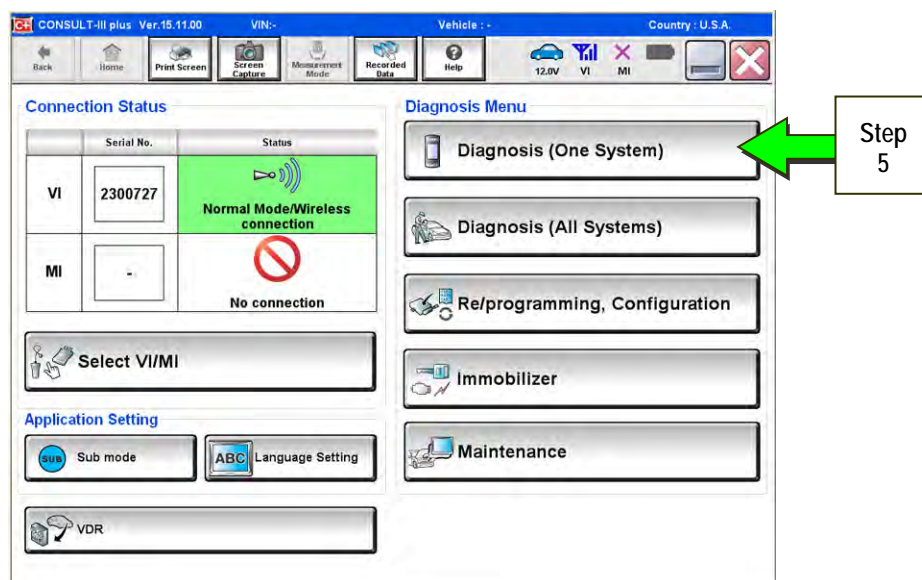 C+ CONSULT-III plus Ver.15.11.00 VIN:- Vehicle : - Country : U.S.A.
Back Home Print Screen Screen Capture Measurement Mode Recorded Data Help 12.0V VI MI
Connection Status
Serial No. Status
VI 2300727 Normal Mode/Wireless
connection
MI - No connection
Select VI/MI
Application Setting
SUB Sub mode ABC Language Setting
VDR
Diagnosis Menu
Diagnosis (One System)
Diagnosis (All Systems)
Re/programming, Configuration
Immobilizer
Maintenance
Step
5